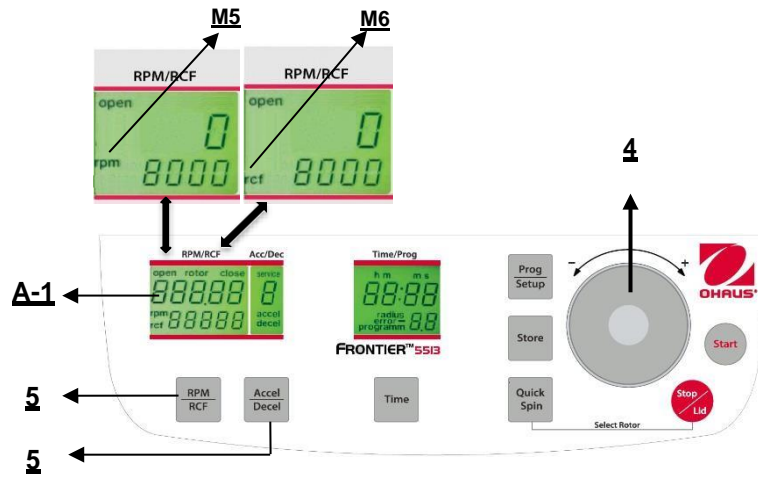 M5
M6
RPM/RCF
open
0
rpm 8000
RPM/RCF
open
0
rcf 8000
4
RPM/RCF Acc/Dec
open rotor close service
888.88 8
rpm accel
rcf 88888 decel
Time/Prog
h m m s
88:88
radius
error
programm 8.8
FRONTIER™ 5513
A-1
Prog
Setup
- +
OHAUS®
Store
Start
5
RPM
RCF
Accel
Decel
Time
Quick
Spin
Stop
Lid
Select Rotor
5